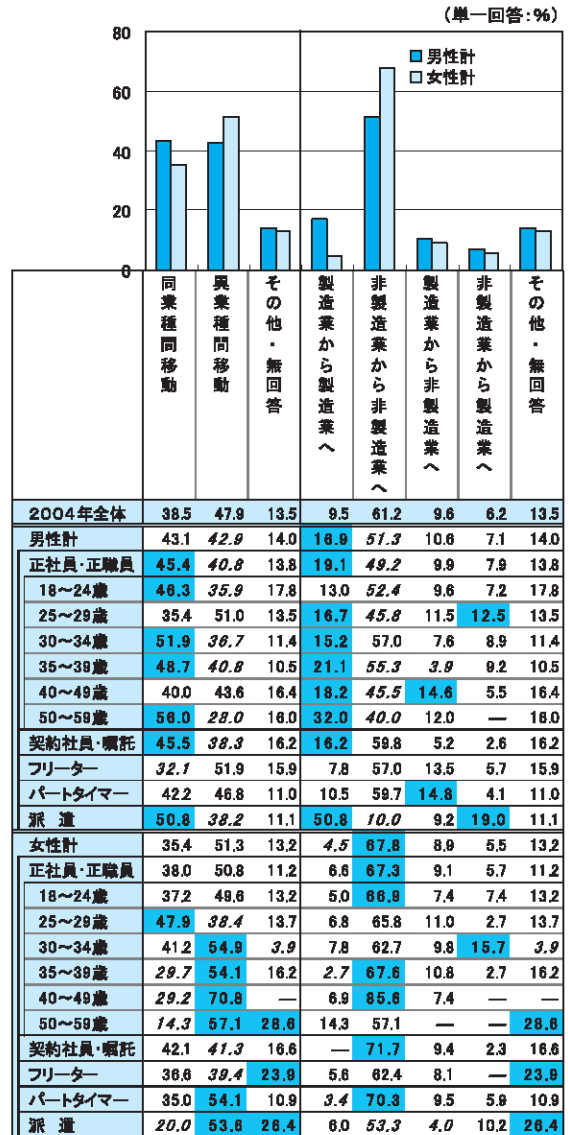 (単一回答:%)
80
60
40
20
0
男性計
女性計
同業種間移動
異業種間移動
その他・無回答
製造業から製造業へ
非製造業から非製造業へ
製造業から非製造業へ
非製造業から製造業へ
その他・無回答
2004年全体 38.5 47.9 13.5 9.5 61.2 9.6 6.2 13.5
男性計 43.1 42.9 14.0 16.9 51.3 10.6 7.1 14.0
正社員・正職員 45.4 40.8 13.8 19.1 49.2 9.9 7.9 13.8
18～24歳 46.3 35.9 17.8 13.0 52.4 9.6 7.2 17.8
25～29歳 35.4 51.0 13.5 16.7 45.8 11.5 12.5 13.5
30～34歳 51.9 36.7 11.4 15.2 57.0 7.6 8.9 11.4
35～39歳 48.7 40.8 10.5 21.1 55.3 3.9 9.2 10.5
40～49歳 40.0 43.6 16.4 18.2 45.5 14.6 5.5 16.4
50～59歳 56.0 28.0 16.0 32.0 40.0 12.0 — 16.0
契約社員・嘱託 45.5 38.3 16.2 16.2 59.8 5.2 2.6 16.2
フリーター 32.1 51.9 15.9 7.8 57.0 13.5 5.7 15.9
パートタイマー 42.2 46.8 11.0 10.5 59.7 14.8 4.1 11.0
派遣 50.8 38.2 11.1 50.8 10.0 9.2 19.0 11.1
女性計 35.4 51.3 13.2 4.5 67.8 8.9 5.5 13.2
正社員・正職員 38.0 50.8 11.2 6.6 67.3 9.1 5.7 11.2
18～24歳 37.2 49.6 13.2 5.0 66.9 7.4 7.4 13.2
25～29歳 47.9 38.4 13.7 6.8 65.8 11.0 2.7 13.7
30～34歳 41.2 54.9 3.9 7.8 62.7 9.8 15.7 3.9
35～39歳 29.7 54.1 16.2 2.7 67.6 10.8 2.7 16.2
40～49歳 29.2 70.8 — 6.9 85.6 7.4 — —
50～59歳 14.3 57.1 28.6 14.3 57.1 — — 28.6
契約社員・嘱託 42.1 41.3 16.6 — 71.7 9.4 2.3 16.6
フリーター 36.6 39.4 23.9 5.6 62.4 8.1 — 23.9
パートタイマー 35.0 54.1 10.9 3.4 70.3 9.5 5.9 10.9
派遣 20.0 53.6 26.4 6.0 53.3 4.0 10.2 26.4